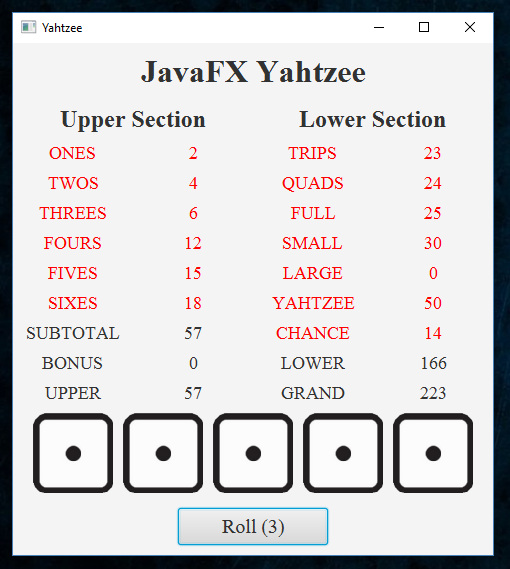 Yahtzee
JavaFX Yahtzee
Upper Section Lower Section
ONES 2 TRIPS 23
TWOS 4 QUADS 24
THREES 6 FULL 25
FOURS 12 SMALL 30
FIVES 15 LARGE 0
SIXES 18 YAHTZEE 50
SUBTOTAL 57 CHANCE 14
BONUS 0 LOWER 166
UPPER 57 GRAND 223
Roll (3)